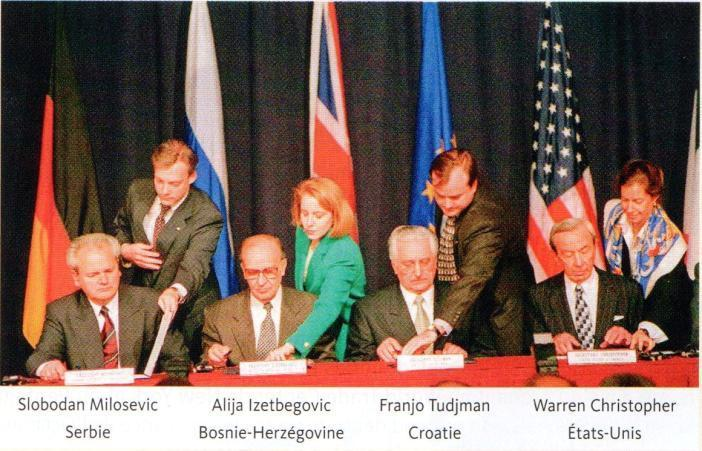 Slobodan Milosevic Alija Izetbegovic Franjo Tudjman Warren Christopher
Serbie Bosnie-Herzégovine Croatie États-Unis